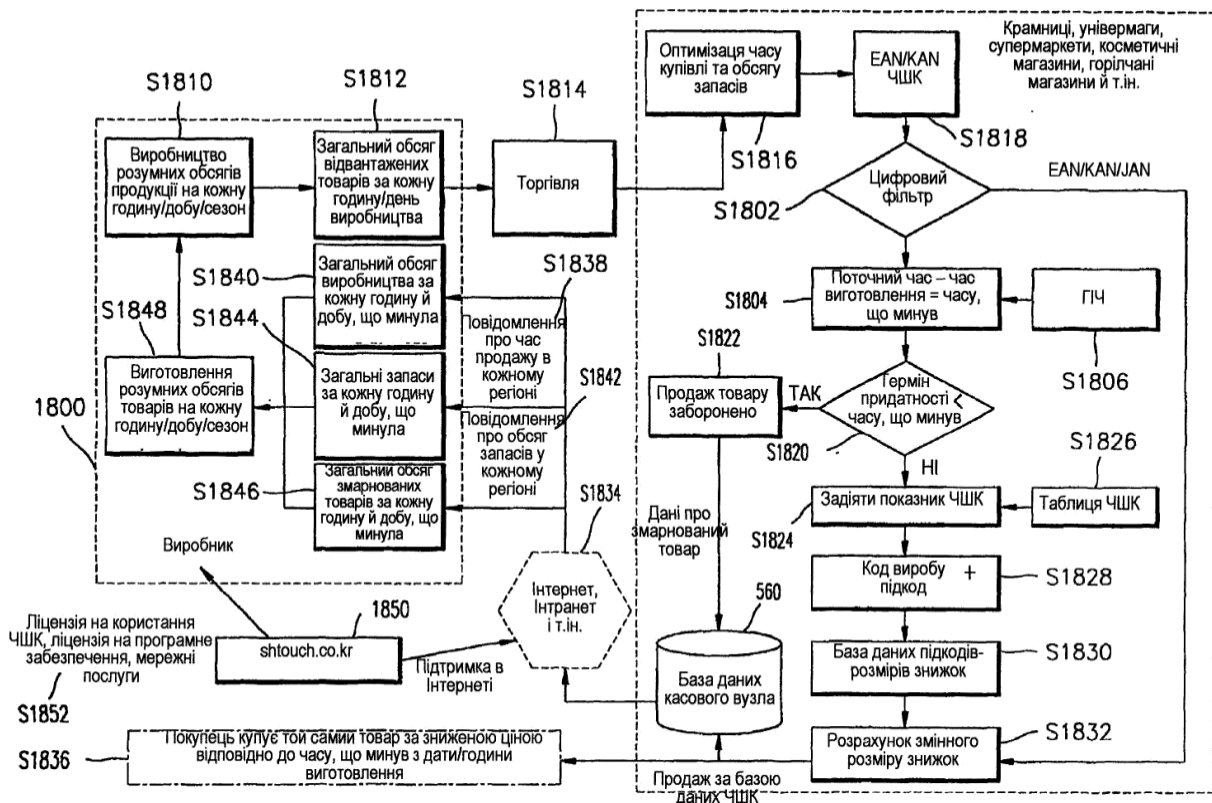 Крамниці, універмаги,
супермаркети, косметичні
магазини, горілчані
магазини й т.ін.
S1810
S1812
S1814
Виробництво
розумних обсягів
продукції на кожну
годину/добу/сезон
Загальний обсяг
відвантажених
товарів за кожну
годину/день
виробництва
Торгівля
Оптимізаця часу
купівлі та обсягу
запасів
S1816
EAN/KAN
ЧШК
S1818
Цифровий
фільтр
S1802
EAN/KAN/JAN
S1840
Загальний обсяг
виробництва за
кожну годину й
добу, що минула
S1838
Повідомлення
про час
продажу в
кожному
регіоні
S1844
S1848
Виготовлення
розумних обсягів
товарів на кожну
годину/добу/сезон
Загальні запаси
за кожну годину
й добу, що
минула
S1842
Повідомлення
про обсяг
запасів у
кожному
регіоні
1800
S1846
Загальний обсяг
змарнованих
товарів за кожну
годину й добу, що
минула
S1834
S1804
Поточний час – час
виготовлення = часу,
що минув
ГІЧ
S1806
S1822
Продаж товару
заборонено
ТАК
Термін
придатності <
часу, що минув
S1820
НІ
S1826
Задіяти показник ЧШК
S1824
Таблиця ЧШК
Дані про
змарнований
товар
Код виробу +
підкод
S1828
База даних підкодів-
розмірів знижок
S1830
Розрахунок змінного
розміру знижок
S1832
Виробник
Інтернет,
Інтранет
і т.ін.
560
База даних
касового вузла
Ліцензія на користання
ЧШК, ліцензія на програмне
забезпечення, мережні
послуги
S1852
1850
shtouch.co.kr
Підтримка в
Інтернеті
S1836
Покупець купує той самий товар за зниженою ціною
відповідно до часу, що минув з дати/години
виготовлення
Продаж за базою
даних ЧШК